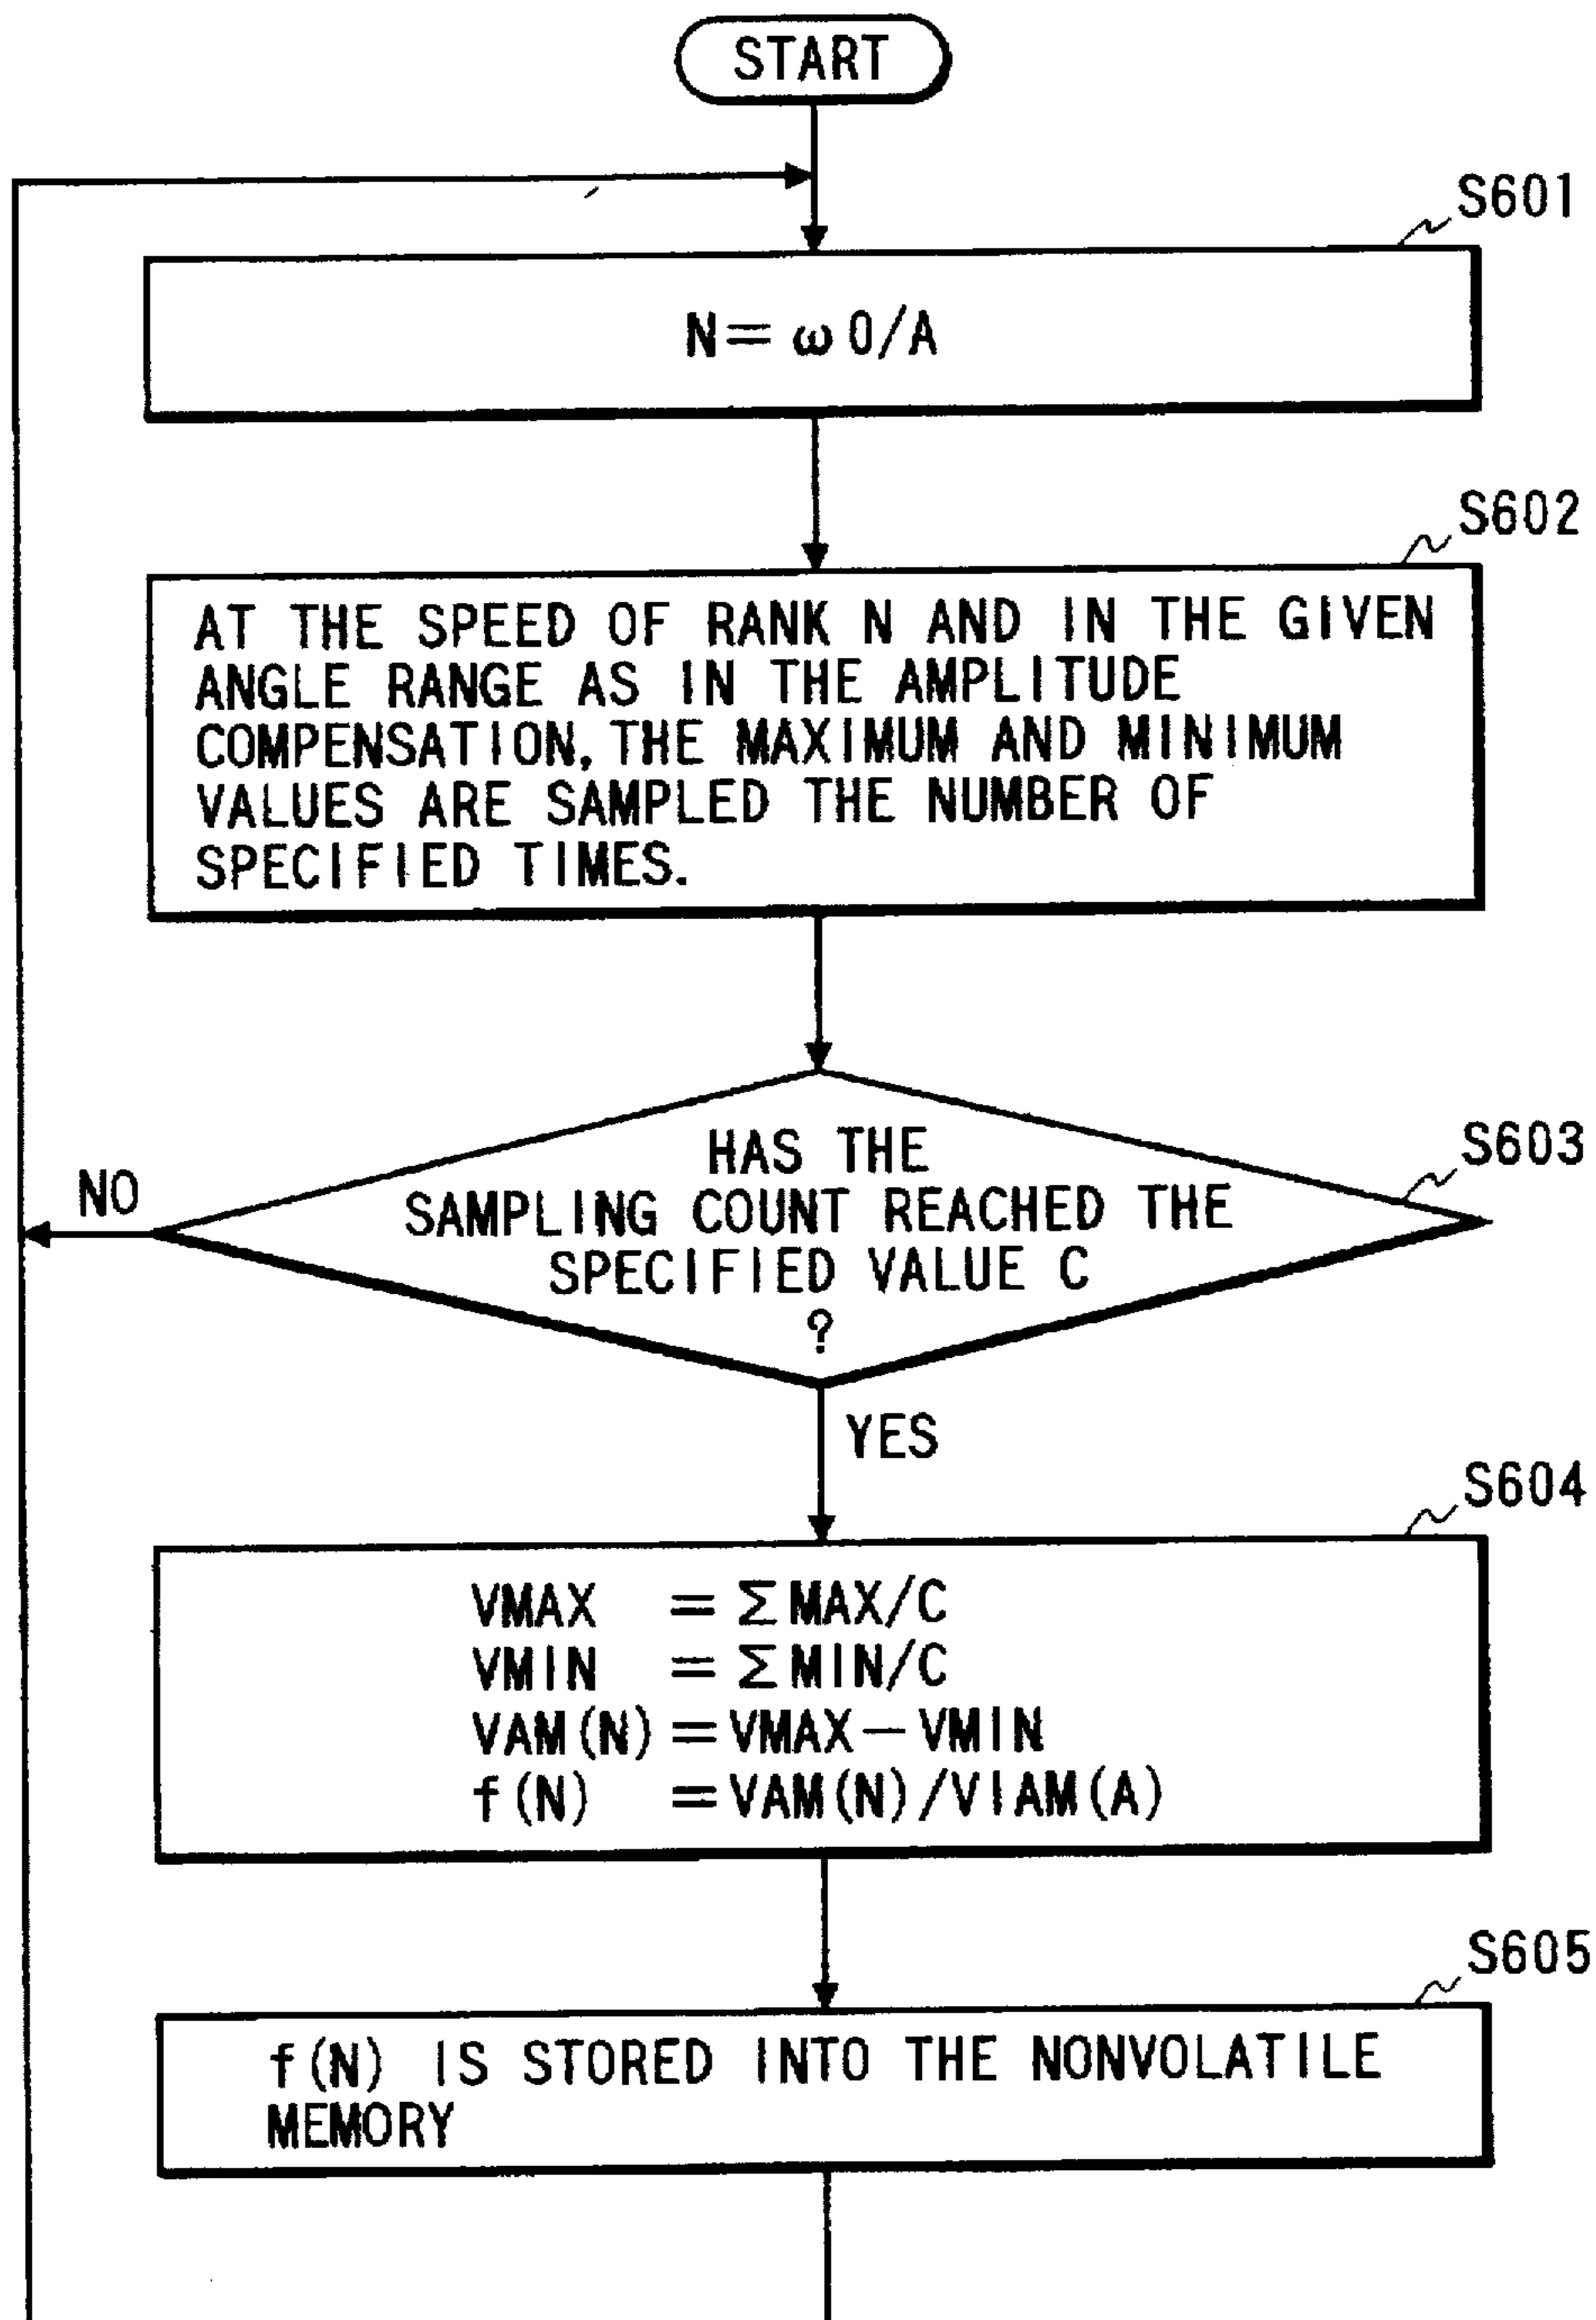 START
S601
N=ω0/A
S602
AT THE SPEED OF RANK N AND IN THE GIVEN
ANGLE RANGE AS IN THE AMPLITUDE
COMPENSATION, THE MAXIMUM AND MINIMUM
VALUES ARE SAMPLED THE NUMBER OF
SPECIFIED TIMES.
S603
HAS THE
SAMPLING COUNT REACHED THE
SPECIFIED VALUE C
?
NO
YES
S604
VMAX = ΣMAX/C
VMIN = ΣMIN/C
VAM(N) = VMAX－VMIN
f(N) = VAM(N)/VIAM(A)
S605
f(N) IS STORED INTO THE NONVOLATILE
MEMORY